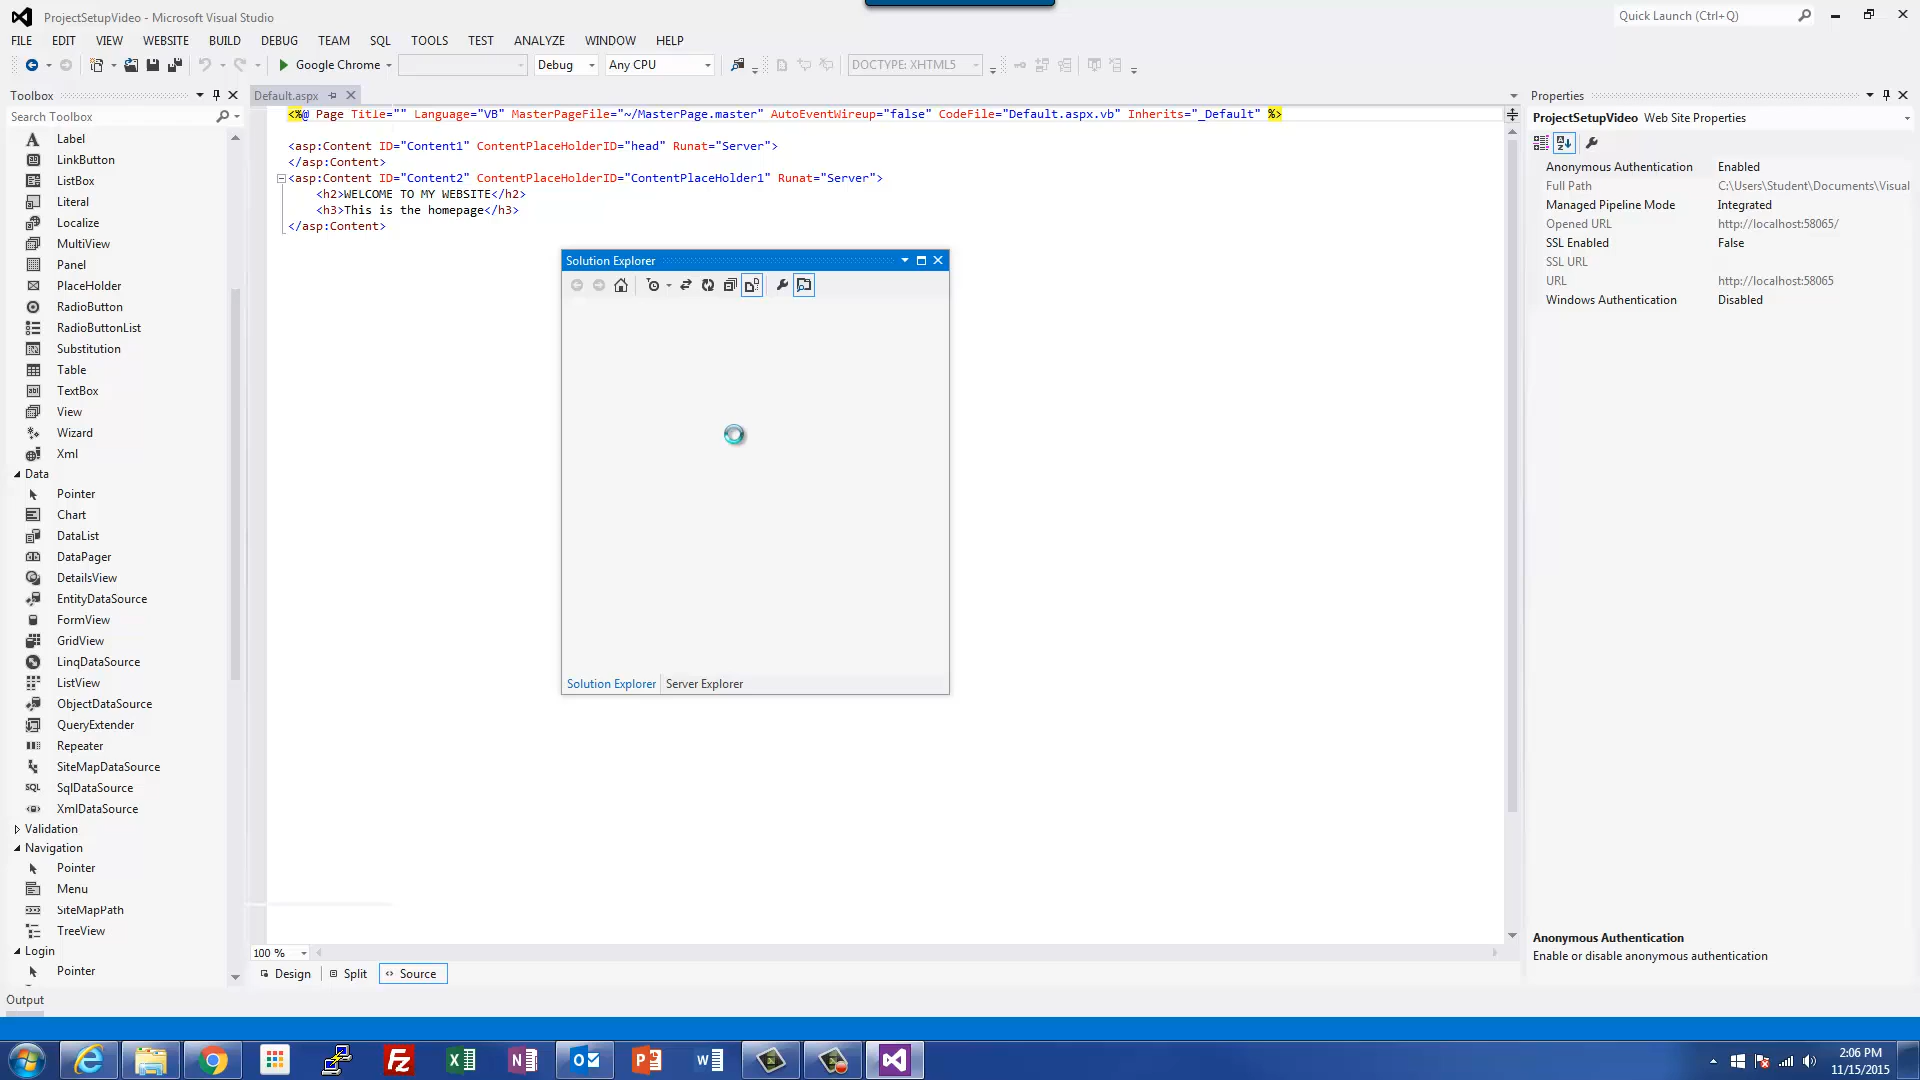 ProjectSetupVideo - Microsoft Visual Studio
Quick Launch (Ctrl+Q)
FILE EDIT VIEW WEBSITE BUILD DEBUG TEAM SQL TOOLS TEST ANALYZE WINDOW HELP
Google Chrome Debug Any CPU DOCTYPE: XHTML5
Toolbox
Search Toolbox
Label
LinkButton
ListBox
Literal
Localize
MultiView
Panel
PlaceHolder
RadioButton
RadioButtonList
Substitution
Table
TextBox
View
Wizard
Xml
Data
Pointer
Chart
DataList
DataPager
DetailsView
EntityDataSource
FormView
GridView
LinqDataSource
ListView
ObjectDataSource
QueryExtender
Repeater
SiteMapDataSource
SqlDataSource
XmlDataSource
Validation
Navigation
Pointer
Menu
SiteMapPath
TreeView
Login
Pointer
Output
Default.aspx
<%@ Page Title="" Language="VB" MasterPageFile="~/MasterPage.master" AutoEventWireup="false" CodeFile="Default.aspx.vb" Inherits="_Default" %>
<asp:Content ID="Content1" ContentPlaceHolderID="head" Runat="Server">
</asp:Content>
<asp:Content ID="Content2" ContentPlaceHolderID="ContentPlaceHolder1" Runat="Server">
<h2>WELCOME TO MY WEBSITE</h2>
<h3>This is the homepage</h3>
</asp:Content>
Solution Explorer
Solution Explorer Server Explorer
100 %
Design Split Source
Properties
ProjectSetupVideo Web Site Properties
Anonymous Authentication Enabled
Full Path C:\Users\Student\Documents\Visual
Managed Pipeline Mode Integrated
Opened URL http://localhost:58065/
SSL Enabled False
SSL URL
URL http://localhost:58065
Windows Authentication Disabled
Anonymous Authentication
Enable or disable anonymous authentication
2:06 PM
11/15/2015